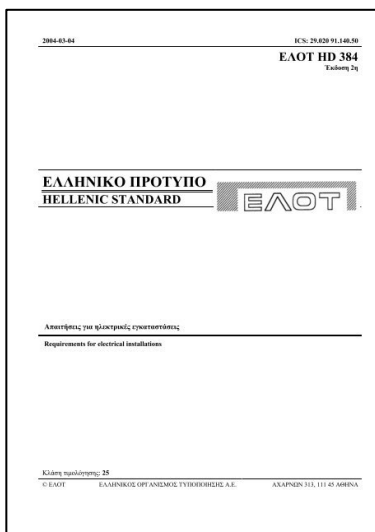 2004-03-04 ICS: 29.020 91.140.50
ΕΛΟΤ HD 384
Έκδοση 2η
ΕΛΛΗΝΙΚΟ ΠΡΟΤΥΠΟ
HELLENIC STANDARD
ΕΛΟΤ
Απαιτήσεις για ηλεκτρικές εγκαταστάσεις
Requirements for electrical installations
Κλάση τιμολόγησης: 25
© ΕΛΟΤ ΕΛΛΗΝΙΚΟΣ ΟΡΓΑΝΙΣΜΟΣ ΤΥΠΟΠΟΙΗΣΗΣ Α.Ε. ΑΧΑΡΝΩΝ 313, 111 45 ΑΘΗΝΑ